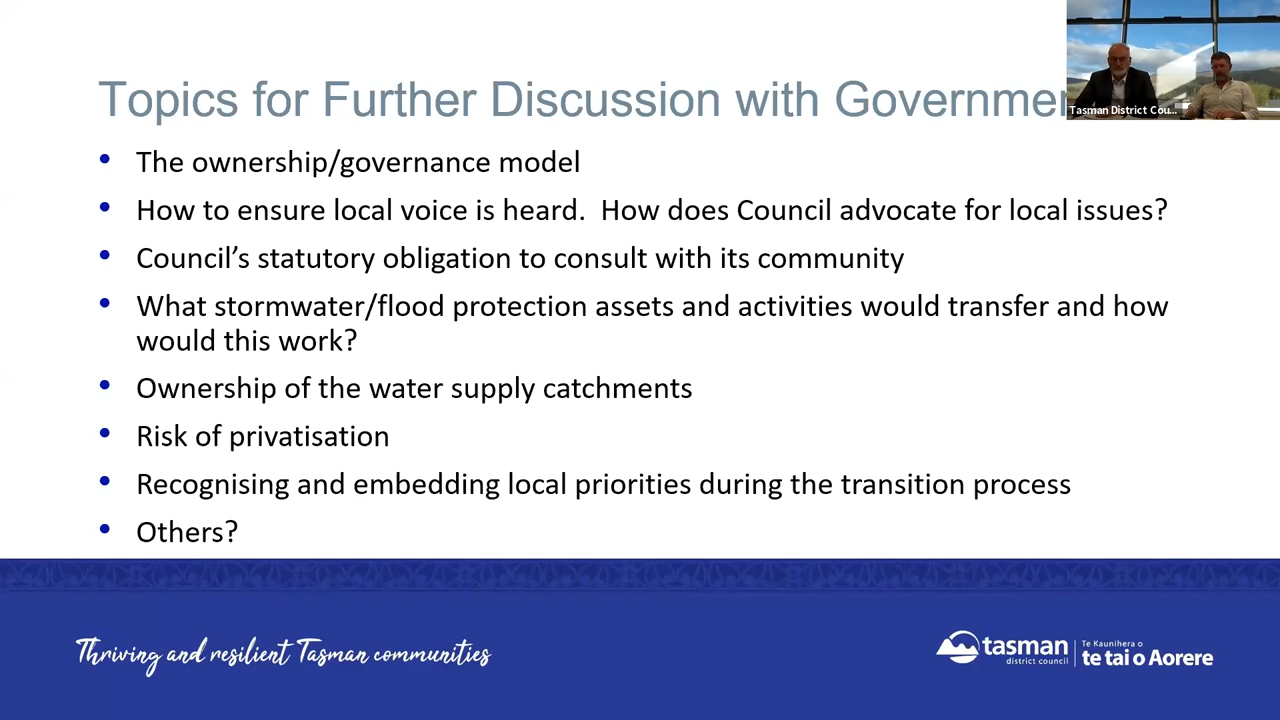 Topics for Further Discussion with Governme
Tasman District Cou...
• The ownership/governance model
• How to ensure local voice is heard.  How does Council advocate for local issues?
• Council’s statutory obligation to consult with its community
• What stormwater/flood protection assets and activities would transfer and how
would this work?
• Ownership of the water supply catchments
• Risk of privatisation
• Recognising and embedding local priorities during the transition process
• Others?
Thriving and resilient Tasman communities
tasman
district council
Te Kaunihera o
te tai o Aorere